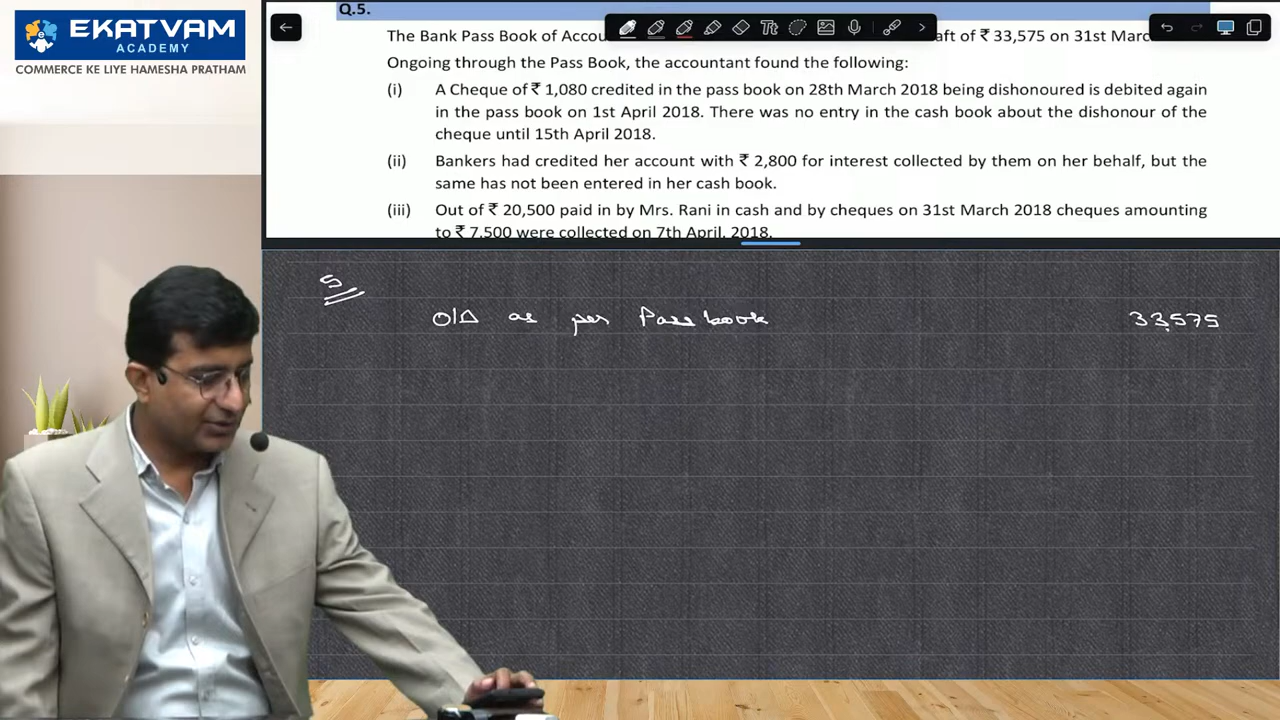 EKATVAM
ACADEMY
COMMERCE KE LIYE HAMESHA PRATHAM
Q.5.
The Bank Pass Book of Accou
aft of ₹ 33,575 on 31st Marc
Ongoing through the Pass Book, the accountant found the following:
(i) A Cheque of ₹ 1,080 credited in the pass book on 28th March 2018 being dishonoured is debited again
in the pass book on 1st April 2018. There was no entry in the cash book about the dishonour of the
cheque until 15th April 2018.
(ii) Bankers had credited her account with ₹ 2,800 for interest collected by them on her behalf, but the
same has not been entered in her cash book.
(iii) Out of ₹ 20,500 paid in by Mrs. Rani in cash and by cheques on 31st March 2018 cheques amounting
to ₹ 7,500 were collected on 7th April, 2018.
5
O/D as per Passbook 33,575